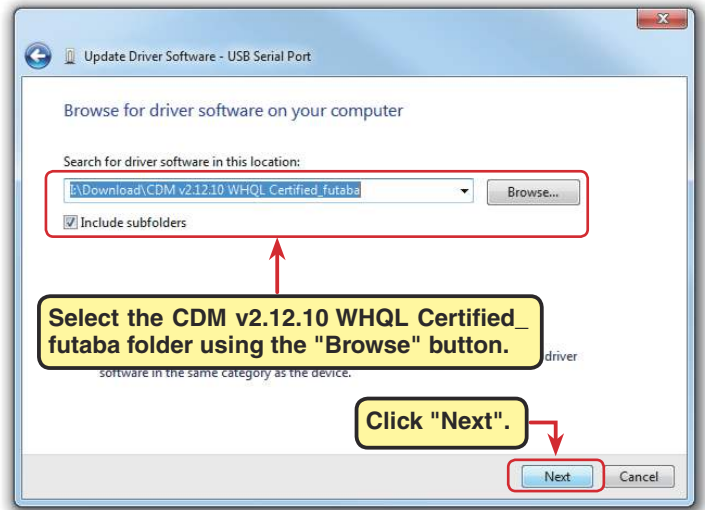 Update Driver Software - USB Serial Port
Browse for driver software on your computer
Search for driver software in this location:
I:\Download\CDM v2.12.10 WHQL Certified_futaba
Browse...
Include subfolders
Select the CDM v2.12.10 WHQL Certified_
futaba folder using the "Browse" button.
driver
software in the same category as the device.
Click "Next".
Next
Cancel